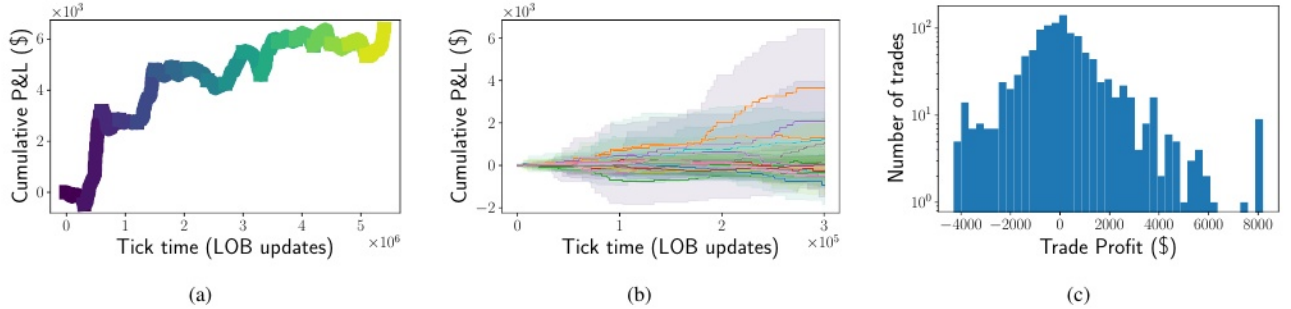 ×10³
Cumulative P&L ($)
6
4
2
0
0 1 2 3 4 5
Tick time (LOB updates)
×10⁶
(a)
×10³
Cumulative P&L ($)
6
4
2
0
−2
0 1 2 3
Tick time (LOB updates)
×10⁵
(b)
Number of trades
10²
10¹
10⁰
−4000 −2000 0 2000 4000 6000 8000
Trade Profit ($)
(c)